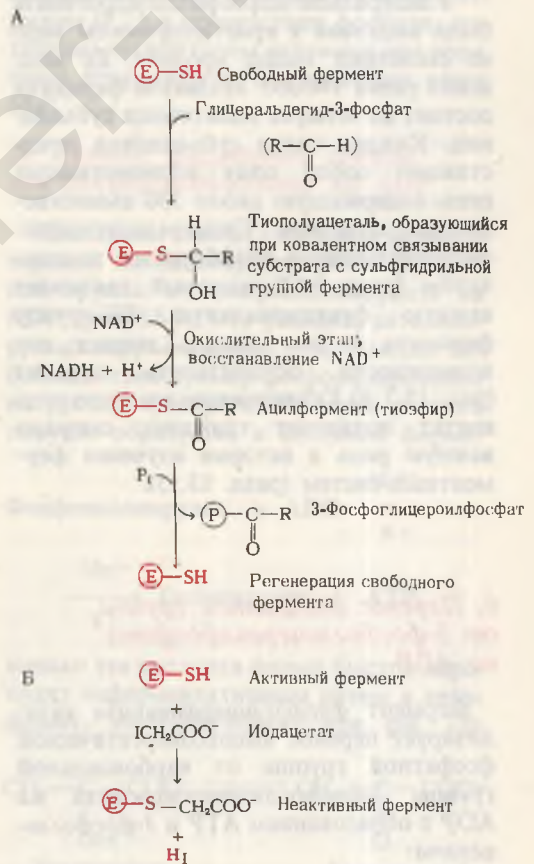 А
E—SH Свободный фермент
Глицеральдегид-3-фосфат
(R—C—H)
O
H
E—S—C—R
OH
Тиополуацеталь, образующийся
при ковалентном связывании
субстрата с сульфгидрильной
группой фермента
NAD⁺
NADH + H⁺
Окислительный этап,
восстанавление NAD⁺
E—S—C—R Ацилфермент (тиоэфир)
O
Pᵢ
P—C—R 3-Фосфоглицероилфосфат
O
E—SH Регенерация свободного
фермента
Б
E—SH Активный фермент
+
ICH₂COO⁻ Иодацетат
E—S—CH₂COO⁻ Неактивный фермент
+
HI